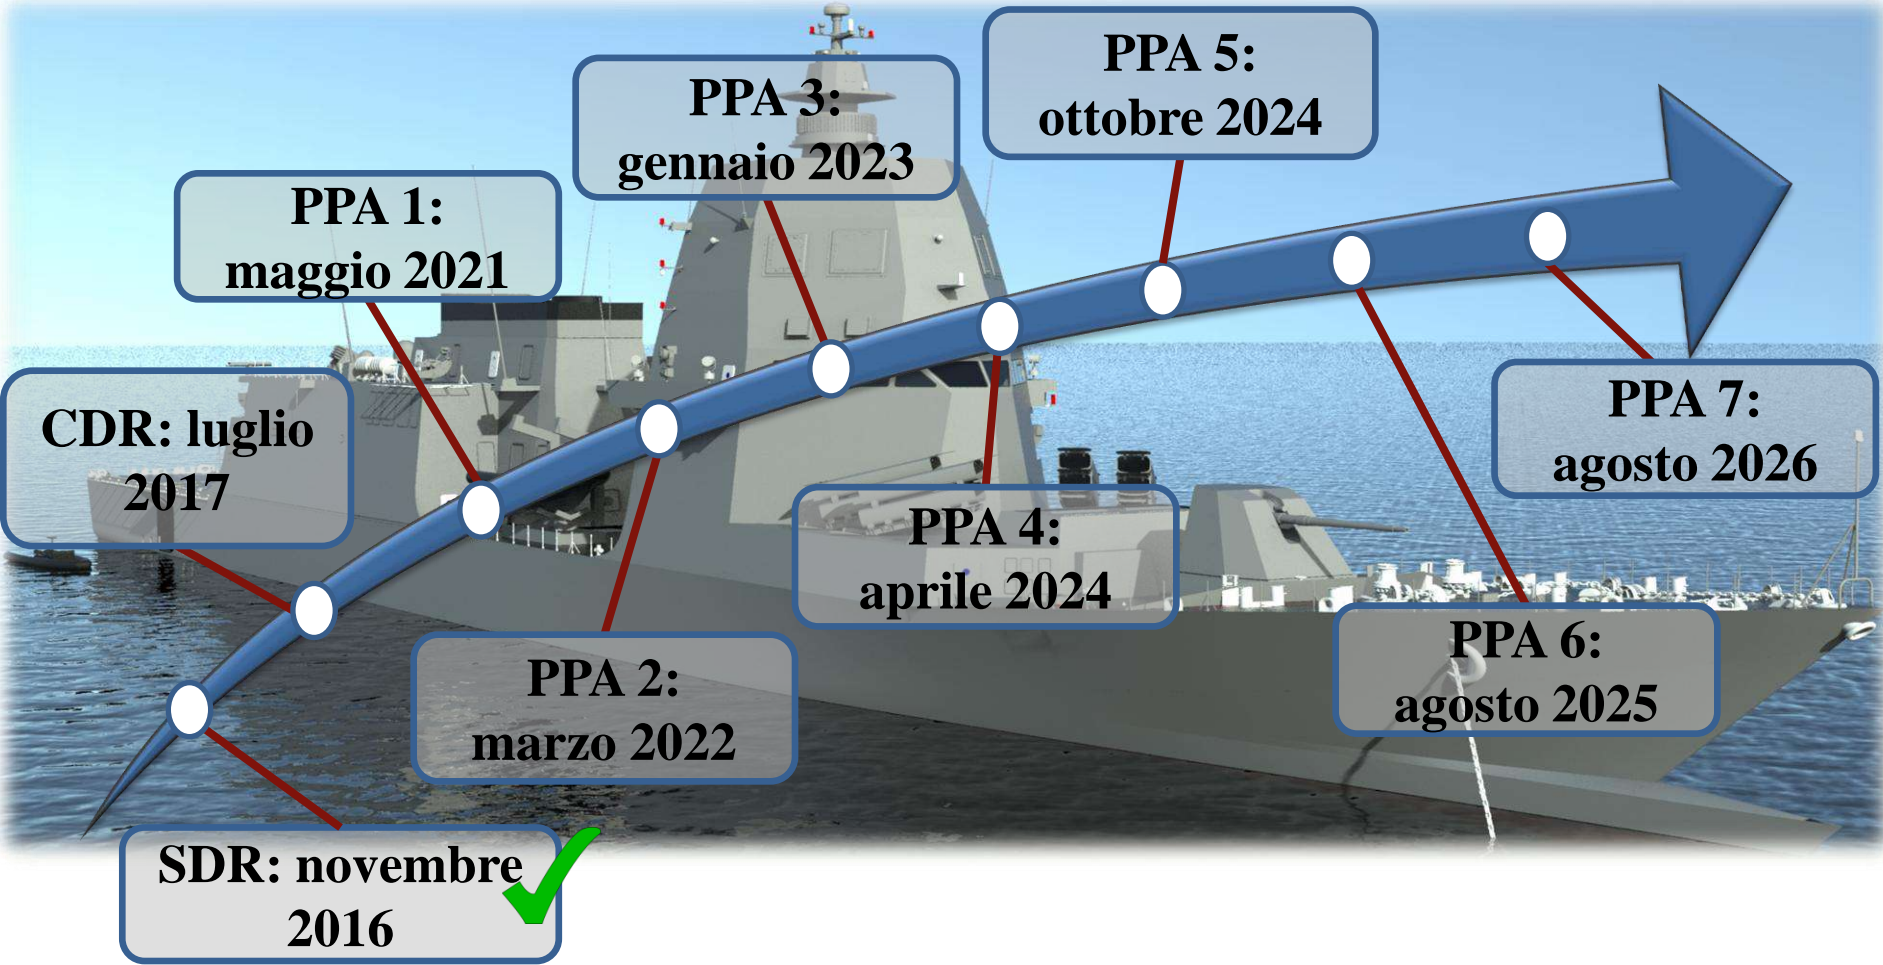 SDR: novembre
2016
CDR: luglio
2017
PPA 1:
maggio 2021
PPA 2:
marzo 2022
PPA 3:
gennaio 2023
PPA 4:
aprile 2024
PPA 5:
ottobre 2024
PPA 6:
agosto 2025
PPA 7:
agosto 2026